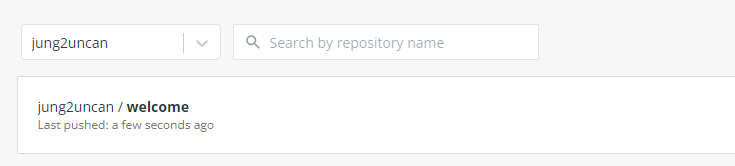 jung2uncan
Search by repository name
jung2uncan / welcome
Last pushed: a few seconds ago